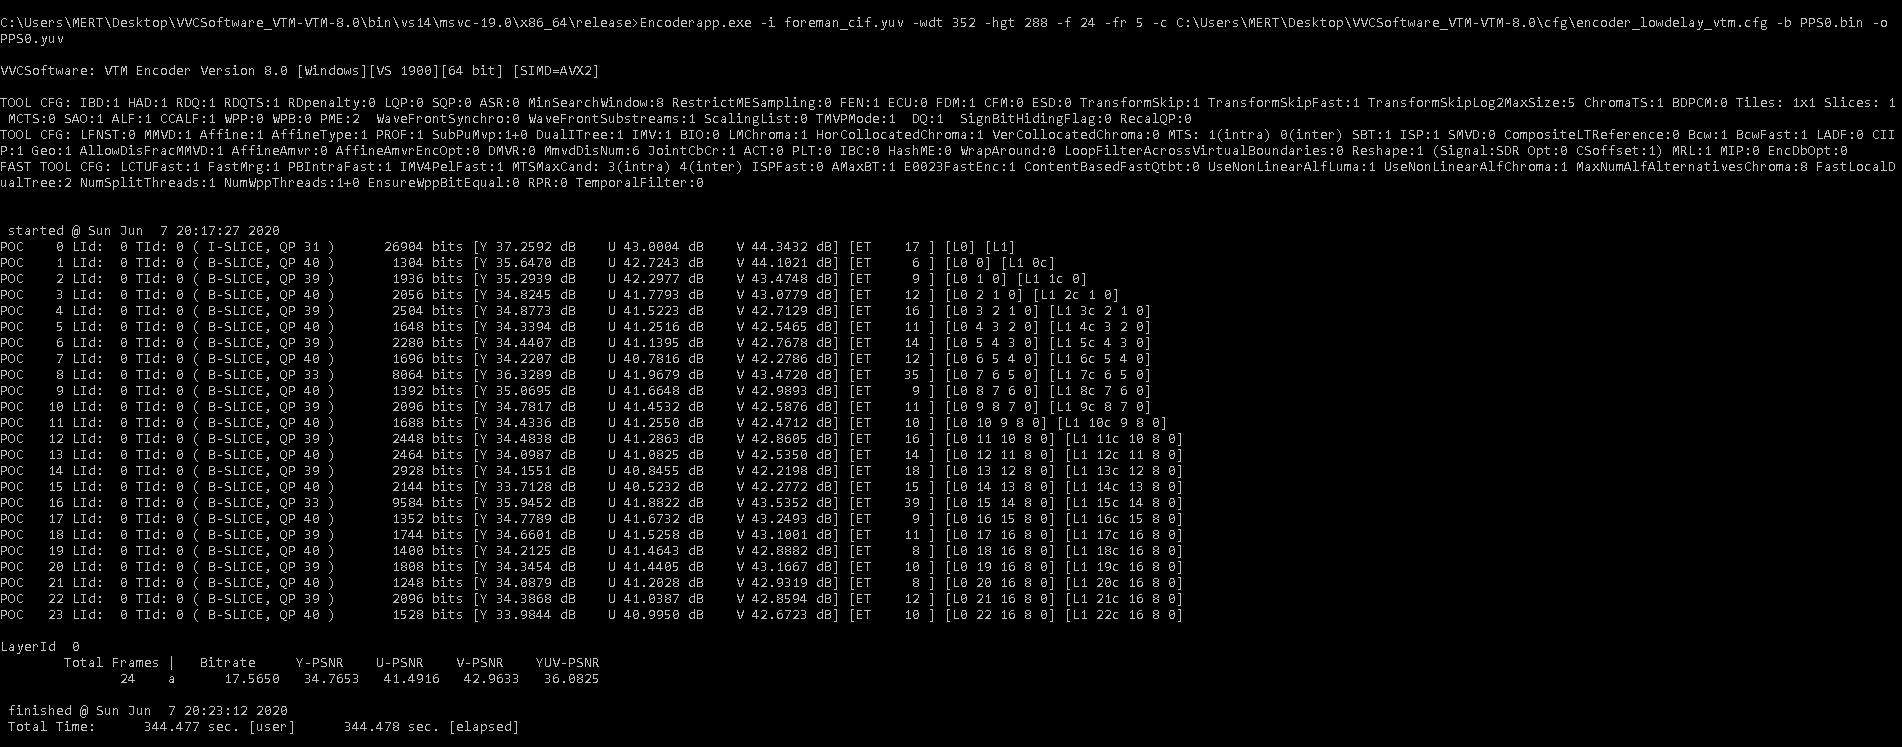 C:\Users\MERT\Desktop\VVCSoftware_VTM-VTM-8.0\bin\vs14\msvc-19.0\x86_64\release>Encoderapp.exe -i foreman_cif.yuv -wdt 352 -hgt 288 -f 24 -fr 5 -c C:\Users\MERT\Desktop\VVCSoftware_VTM-VTM-8.0\cfg\encoder_lowdelay_vtm.cfg -b PPS0.bin -o
PPS0.yuv
VVCSoftware: VTM Encoder Version 8.0 [Windows][VS 1900][64 bit] [SIMD=AVX2]
TOOL CFG: IBD:1 HAD:1 RDQ:1 RDQTS:1 RDpenalty:0 LQP:0 SQP:0 ASR:0 MinSearchWindow:8 RestrictMESampling:0 FEN:1 ECU:0 FDM:1 CFM:0 ESD:0 TransformSkip:1 TransformSkipFast:1 TransformSkipLog2MaxSize:5 ChromaTS:1 BDPCM:0 Tiles: 1x1 Slices: 1
MCTS:0 SAO:1 ALF:1 CCALF:1 WPP:0 WPB:0 PME:2 WaveFrontSynchro:0 WaveFrontSubstreams:1 ScalingList:0 TMVPMode:1 DQ:1 SignBitHidingFlag:0 RecalQP:0
TOOL CFG: LFNST:0 MMVD:1 Affine:1 AffineType:1 PROF:1 SubPuMvp:1+0 DualITree:1 IMV:1 BIO:0 LMChroma:1 HorCollocatedChroma:1 VerCollocatedChroma:0 MTS: 1(intra) 0(inter) SBT:1 ISP:1 SMVD:0 CompositeLTReference:0 Bcw:1 BcwFast:1 LADF:0 CII
P:1 Geo:1 AllowDisFracMMVD:1 AffineAmvr:0 AffineAmvrEncOpt:0 DMVR:0 MmvdDisNum:6 JointCbCr:1 ACT:0 PLT:0 IBC:0 HashME:0 WrapAround:0 LoopFilterAcrossVirtualBoundaries:0 Reshape:1 (Signal:SDR Opt:0 CSoffset:1) MRL:1 MIP:0 EncDbOpt:0
FAST TOOL CFG: LCTUFast:1 FastMrg:1 PBIntraFast:1 IMV4PelFast:1 MTSMaxCand: 3(intra) 4(inter) ISPFast:0 AMaxBT:1 E0023FastEnc:1 ContentBasedFastQtbt:0 UseNonLinearAlfLuma:1 UseNonLinearAlfChroma:1 MaxNumAlfAlternativesChroma:8 FastLocalD
ualTree:2 NumSplitThreads:1 NumWppThreads:1+0 EnsureWppBitEqual:0 RPR:0 TemporalFilter:0
started @ Sun Jun 7 20:17:27 2020
POC 0 LId: 0 TId: 0 ( I-SLICE, QP 31 ) 26904 bits [Y 37.2592 dB U 43.0004 dB V 44.3432 dB] [ET 17 ] [L0] [L1]
POC 1 LId: 0 TId: 0 ( B-SLICE, QP 40 ) 1304 bits [Y 35.6470 dB U 42.7243 dB V 44.1021 dB] [ET 6 ] [L0 0] [L1 0c]
POC 2 LId: 0 TId: 0 ( B-SLICE, QP 39 ) 1936 bits [Y 35.2939 dB U 42.2977 dB V 43.4748 dB] [ET 9 ] [L0 1 0] [L1 1c 0]
POC 3 LId: 0 TId: 0 ( B-SLICE, QP 40 ) 2056 bits [Y 34.8245 dB U 41.7793 dB V 43.0779 dB] [ET 12 ] [L0 2 1 0] [L1 2c 1 0]
POC 4 LId: 0 TId: 0 ( B-SLICE, QP 39 ) 2504 bits [Y 34.8773 dB U 41.5223 dB V 42.7129 dB] [ET 16 ] [L0 3 2 1 0] [L1 3c 2 1 0]
POC 5 LId: 0 TId: 0 ( B-SLICE, QP 40 ) 1648 bits [Y 34.3394 dB U 41.2516 dB V 42.5465 dB] [ET 11 ] [L0 4 3 2 0] [L1 4c 3 2 0]
POC 6 LId: 0 TId: 0 ( B-SLICE, QP 39 ) 2280 bits [Y 34.4407 dB U 41.1395 dB V 42.7678 dB] [ET 14 ] [L0 5 4 3 0] [L1 5c 4 3 0]
POC 7 LId: 0 TId: 0 ( B-SLICE, QP 40 ) 1696 bits [Y 34.2207 dB U 40.7816 dB V 42.2786 dB] [ET 12 ] [L0 6 5 4 0] [L1 6c 5 4 0]
POC 8 LId: 0 TId: 0 ( B-SLICE, QP 33 ) 8064 bits [Y 36.3289 dB U 41.9679 dB V 43.4720 dB] [ET 35 ] [L0 7 6 5 0] [L1 7c 6 5 0]
POC 9 LId: 0 TId: 0 ( B-SLICE, QP 40 ) 1392 bits [Y 35.0695 dB U 41.6648 dB V 42.9893 dB] [ET 9 ] [L0 8 7 6 0] [L1 8c 7 6 0]
POC 10 LId: 0 TId: 0 ( B-SLICE, QP 39 ) 2096 bits [Y 34.7817 dB U 41.4532 dB V 42.5876 dB] [ET 11 ] [L0 9 8 7 0] [L1 9c 8 7 0]
POC 11 LId: 0 TId: 0 ( B-SLICE, QP 40 ) 1688 bits [Y 34.4336 dB U 41.2550 dB V 42.4712 dB] [ET 10 ] [L0 10 9 8 0] [L1 10c 9 8 0]
POC 12 LId: 0 TId: 0 ( B-SLICE, QP 39 ) 2448 bits [Y 34.4838 dB U 41.2863 dB V 42.8605 dB] [ET 16 ] [L0 11 10 8 0] [L1 11c 10 8 0]
POC 13 LId: 0 TId: 0 ( B-SLICE, QP 40 ) 2464 bits [Y 34.0987 dB U 41.0825 dB V 42.5350 dB] [ET 14 ] [L0 12 11 8 0] [L1 12c 11 8 0]
POC 14 LId: 0 TId: 0 ( B-SLICE, QP 39 ) 2928 bits [Y 34.1551 dB U 40.8455 dB V 42.2198 dB] [ET 18 ] [L0 13 12 8 0] [L1 13c 12 8 0]
POC 15 LId: 0 TId: 0 ( B-SLICE, QP 40 ) 2144 bits [Y 33.7128 dB U 40.5232 dB V 42.2772 dB] [ET 15 ] [L0 14 13 8 0] [L1 14c 13 8 0]
POC 16 LId: 0 TId: 0 ( B-SLICE, QP 33 ) 9584 bits [Y 35.9452 dB U 41.8822 dB V 43.5352 dB] [ET 39 ] [L0 15 14 8 0] [L1 15c 14 8 0]
POC 17 LId: 0 TId: 0 ( B-SLICE, QP 40 ) 1352 bits [Y 34.7789 dB U 41.6732 dB V 43.2493 dB] [ET 9 ] [L0 16 15 8 0] [L1 16c 15 8 0]
POC 18 LId: 0 TId: 0 ( B-SLICE, QP 39 ) 1744 bits [Y 34.6601 dB U 41.5258 dB V 43.1001 dB] [ET 11 ] [L0 17 16 8 0] [L1 17c 16 8 0]
POC 19 LId: 0 TId: 0 ( B-SLICE, QP 40 ) 1400 bits [Y 34.2125 dB U 41.4643 dB V 42.8882 dB] [ET 8 ] [L0 18 16 8 0] [L1 18c 16 8 0]
POC 20 LId: 0 TId: 0 ( B-SLICE, QP 39 ) 1808 bits [Y 34.3454 dB U 41.4405 dB V 43.1667 dB] [ET 10 ] [L0 19 16 8 0] [L1 19c 16 8 0]
POC 21 LId: 0 TId: 0 ( B-SLICE, QP 40 ) 1248 bits [Y 34.0879 dB U 41.2028 dB V 42.9319 dB] [ET 8 ] [L0 20 16 8 0] [L1 20c 16 8 0]
POC 22 LId: 0 TId: 0 ( B-SLICE, QP 39 ) 2096 bits [Y 34.3868 dB U 41.0387 dB V 42.8594 dB] [ET 12 ] [L0 21 16 8 0] [L1 21c 16 8 0]
POC 23 LId: 0 TId: 0 ( B-SLICE, QP 40 ) 1528 bits [Y 33.9844 dB U 40.9950 dB V 42.6723 dB] [ET 10 ] [L0 22 16 8 0] [L1 22c 16 8 0]
LayerId 0
Total Frames | Bitrate Y-PSNR U-PSNR V-PSNR YUV-PSNR
24 a 17.5650 34.7653 41.4916 42.9633 36.0825
finished @ Sun Jun 7 20:23:12 2020
Total Time: 344.477 sec. [user] 344.478 sec. [elapsed]